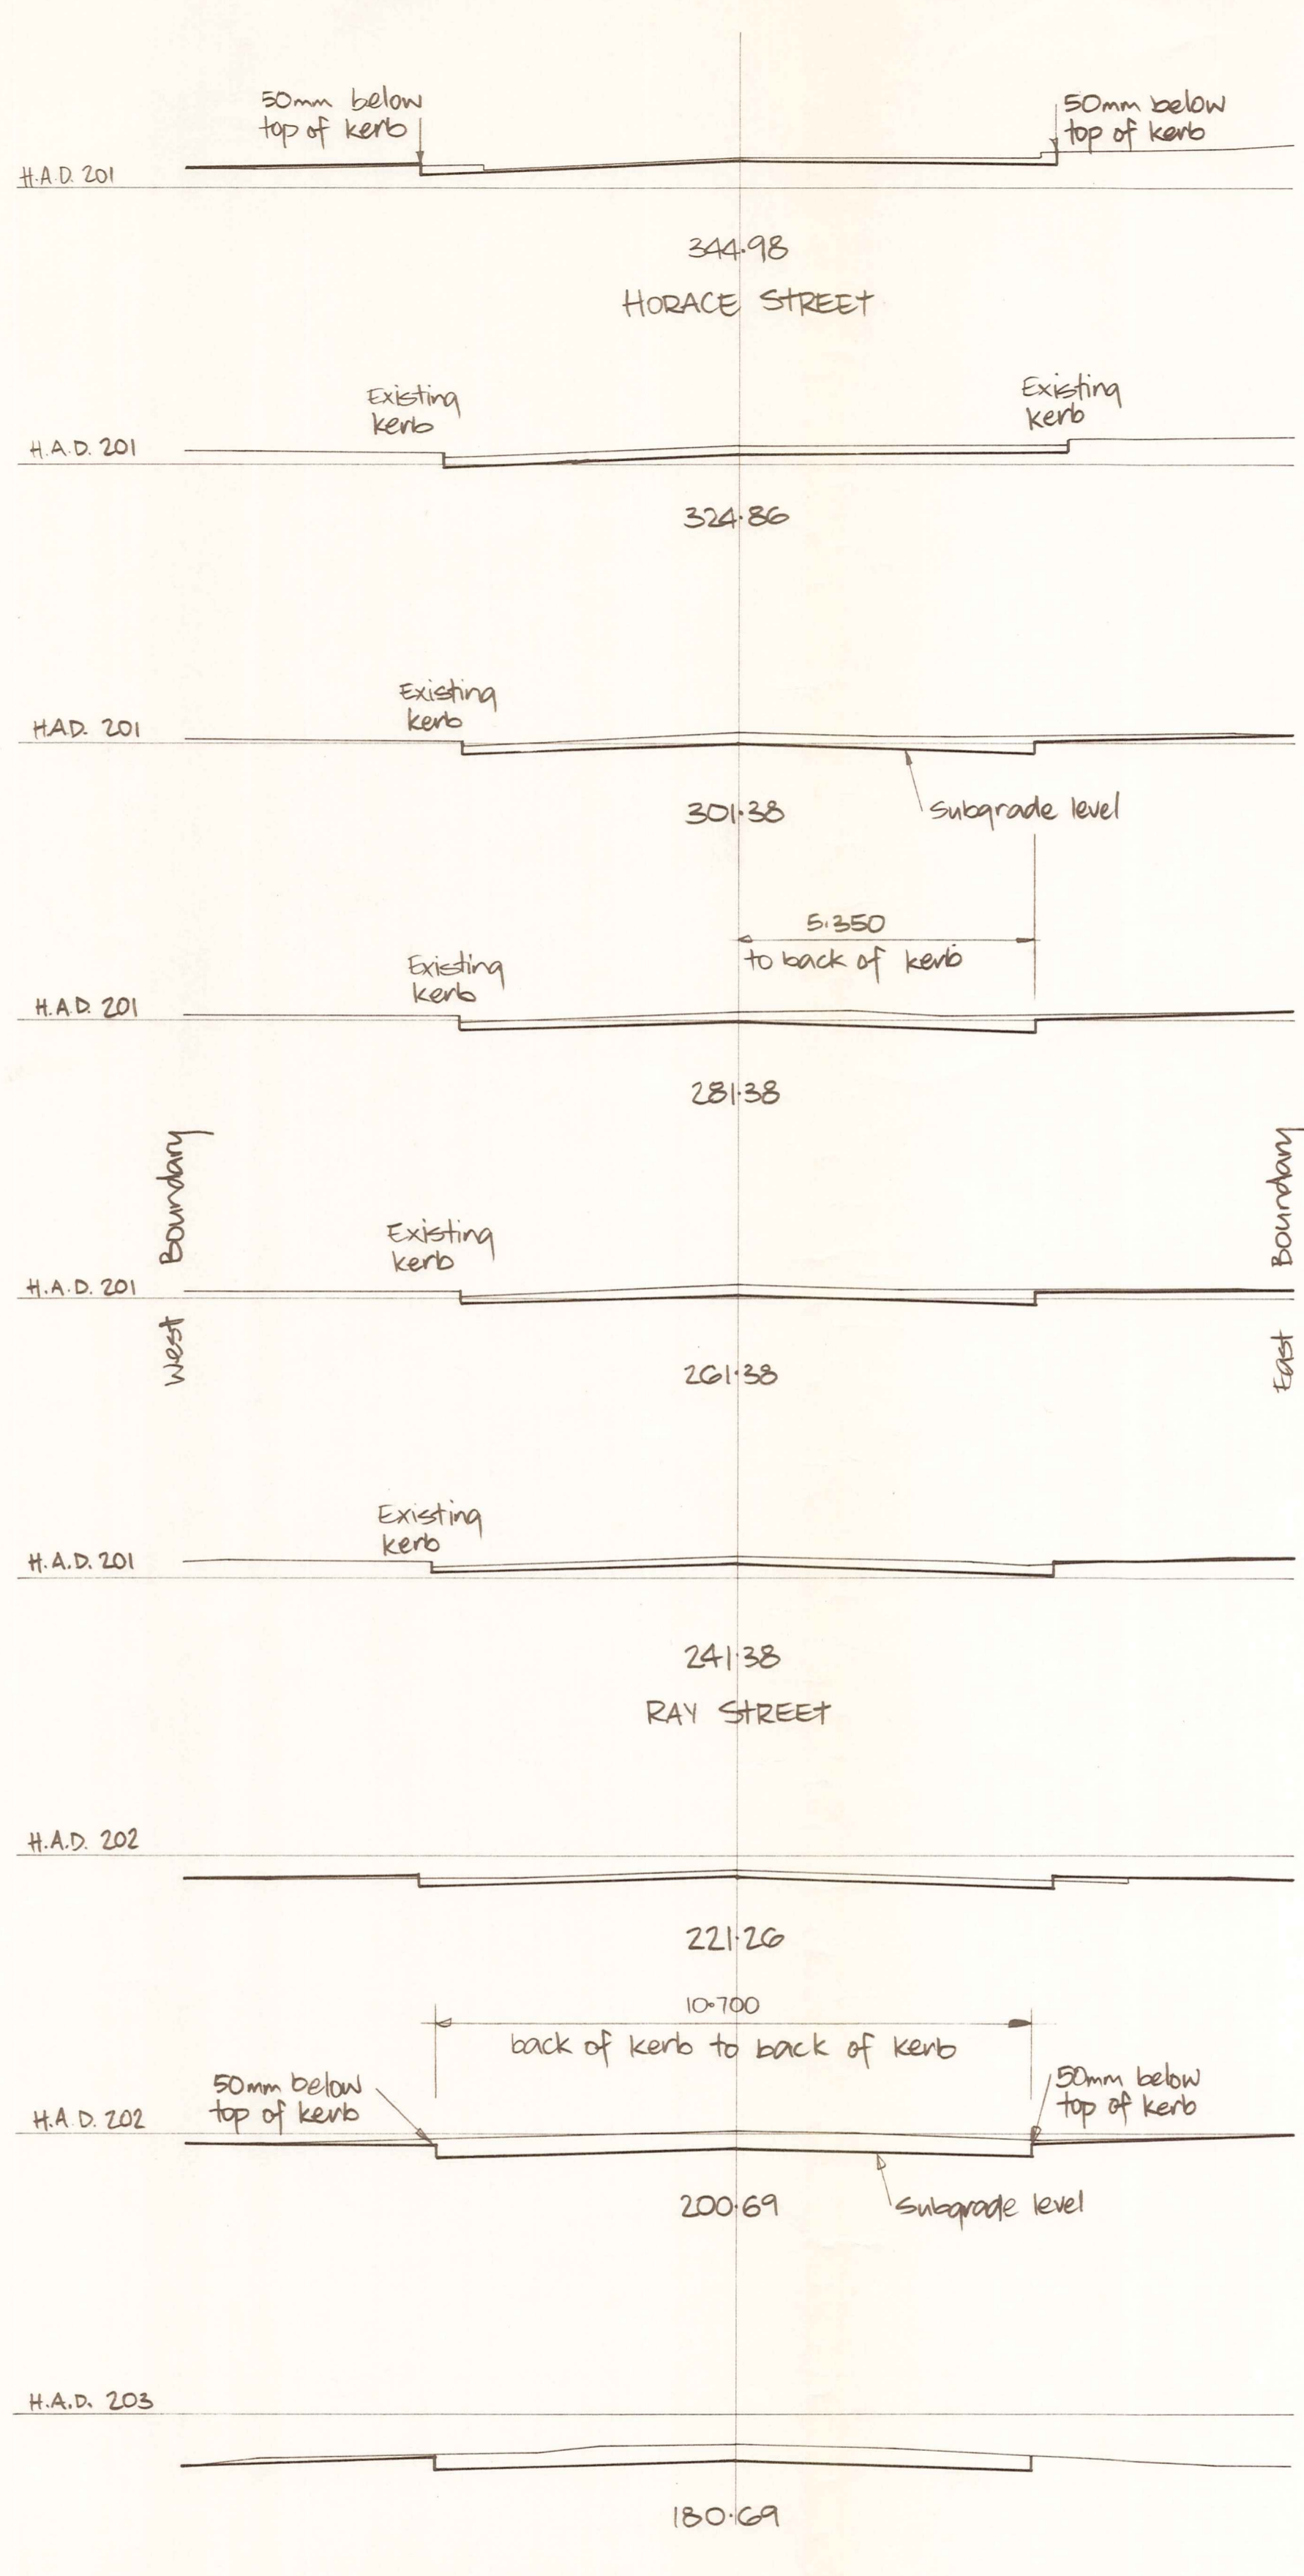 50mm below
top of kerb
50mm below
top of kerb
H.A.D. 201
344.98
HORACE STREET
Existing
kerb
Existing
kerb
H.A.D. 201
324.86
Existing
kerb
H.A.D. 201
301.38
Subgrade level
5.350
to back of kerb
Existing
kerb
H.A.D. 201
281.38
West Boundary
East Boundary
Existing
kerb
H.A.D. 201
261.38
Existing
kerb
H.A.D. 201
241.38
RAY STREET
H.A.D. 202
221.26
10.700
back of kerb to back of kerb
50mm below
top of kerb
50mm below
top of kerb
H.A.D. 202
200.69
Subgrade level
H.A.D. 203
180.69